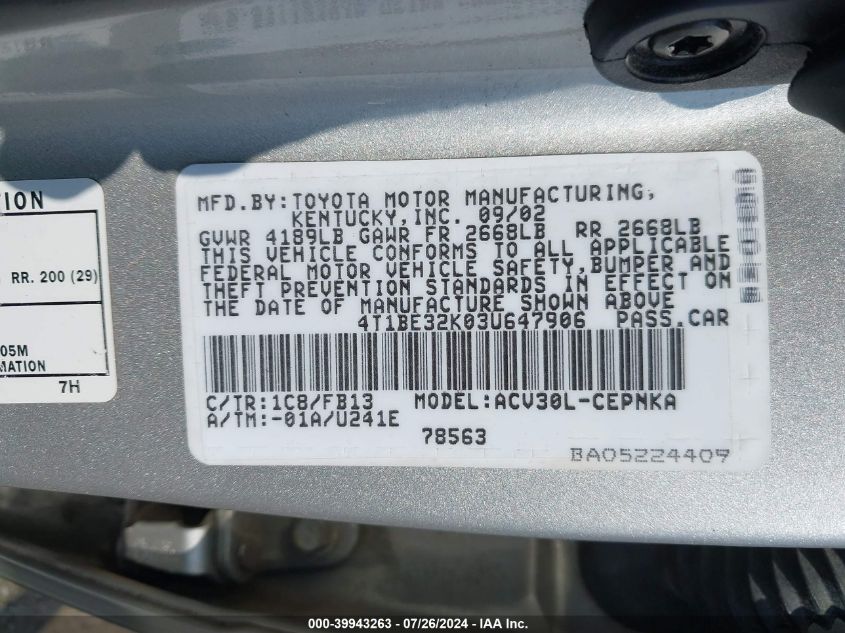 TION
RR. 200 (29)
05M
MATION
7H
MFD.BY:TOYOTA MOTOR MANUFACTURING,
KENTUCKY,INC. 09/02
GVWR 4189LB GAWR FR 2668LB RR 2668LB
THIS VEHICLE CONFORMS TO ALL APPLICABLE
FEDERAL MOTOR VEHICLE SAFETY,BUMPER AND
THEFT PREVENTION STANDARDS IN EFFECT ON
THE DATE OF MANUFACTURE SHOWN ABOVE
4T1BE32K03U647906 PASS.CAR
C/TR:1C8/FB13 MODEL:ACV30L-CEPNKA
A/TM:-01A/U241E
78563
BA05224409
000-39943263 - 07/26/2024 - IAA Inc.